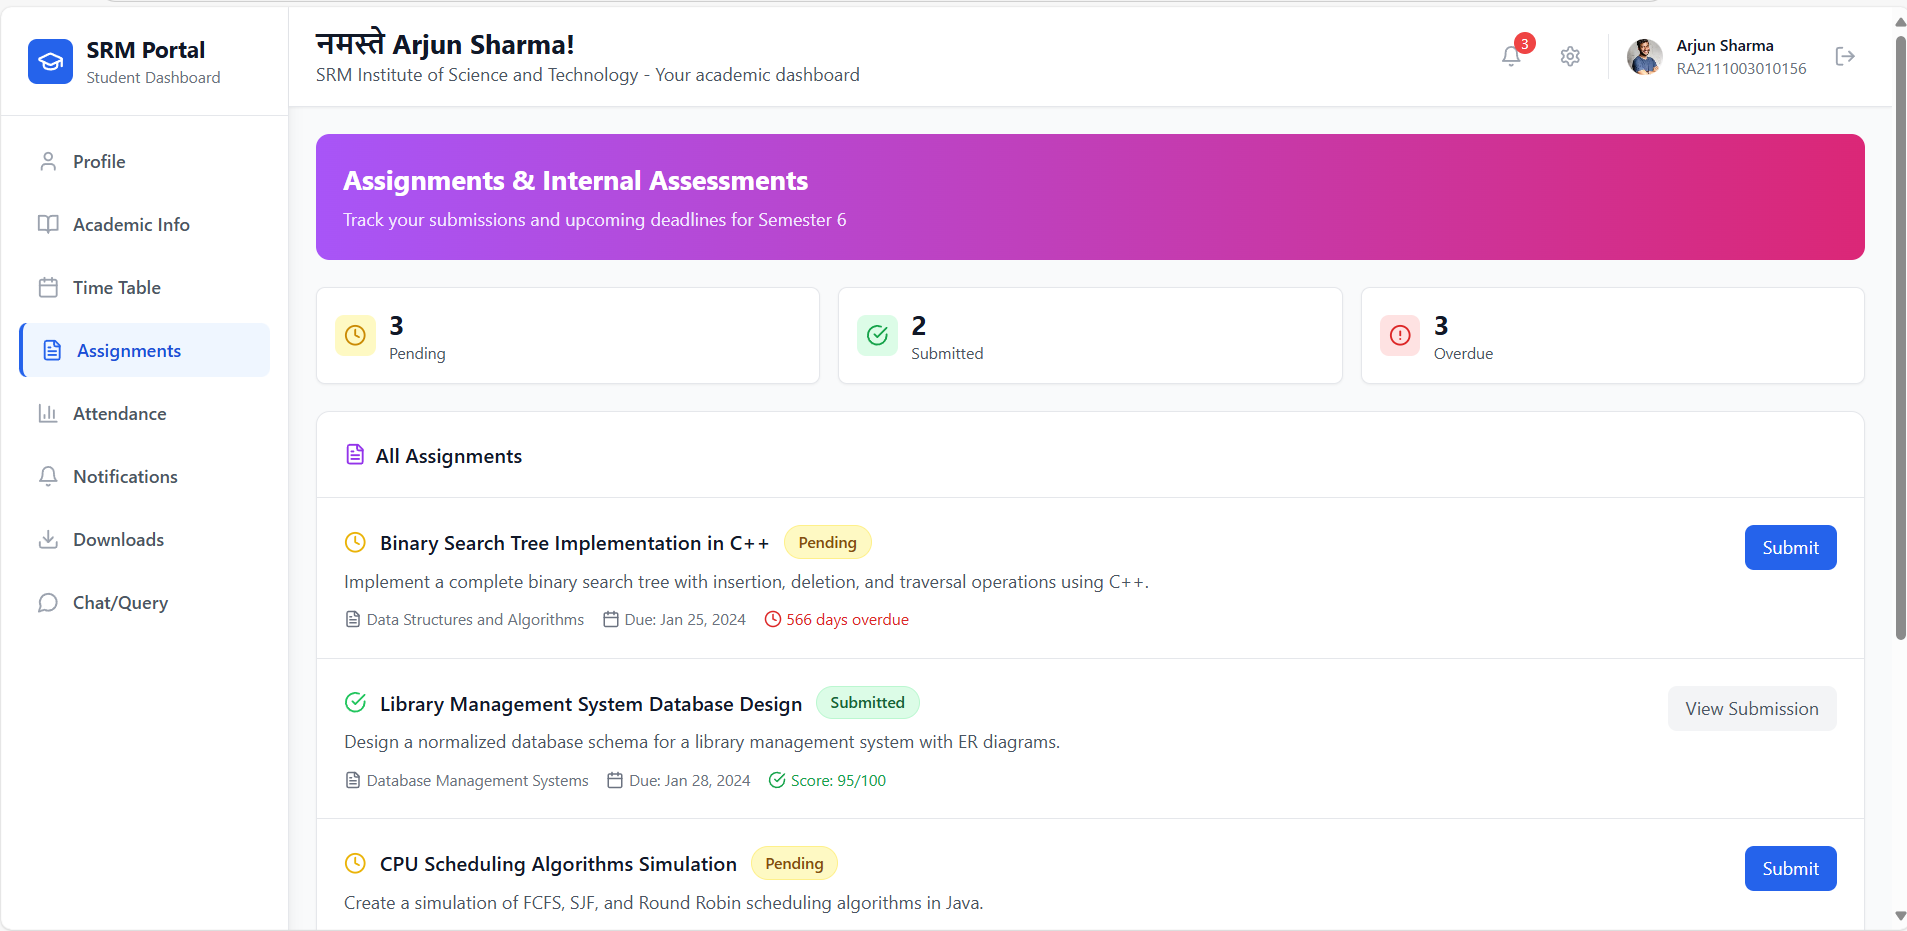 SRM Portal
Student Dashboard
Profile
Academic Info
Time Table
Assignments
Attendance
Notifications
Downloads
Chat/Query
नमस्ते Arjun Sharma!
SRM Institute of Science and Technology - Your academic dashboard
3
Arjun Sharma
RA2111003010156
Assignments & Internal Assessments
Track your submissions and upcoming deadlines for Semester 6
3
Pending
2
Submitted
3
Overdue
All Assignments
Binary Search Tree Implementation in C++ Pending
Submit
Implement a complete binary search tree with insertion, deletion, and traversal operations using C++.
Data Structures and Algorithms Due: Jan 25, 2024 566 days overdue
Library Management System Database Design Submitted
View Submission
Design a normalized database schema for a library management system with ER diagrams.
Database Management Systems Due: Jan 28, 2024 Score: 95/100
CPU Scheduling Algorithms Simulation Pending
Submit
Create a simulation of FCFS, SJF, and Round Robin scheduling algorithms in Java.